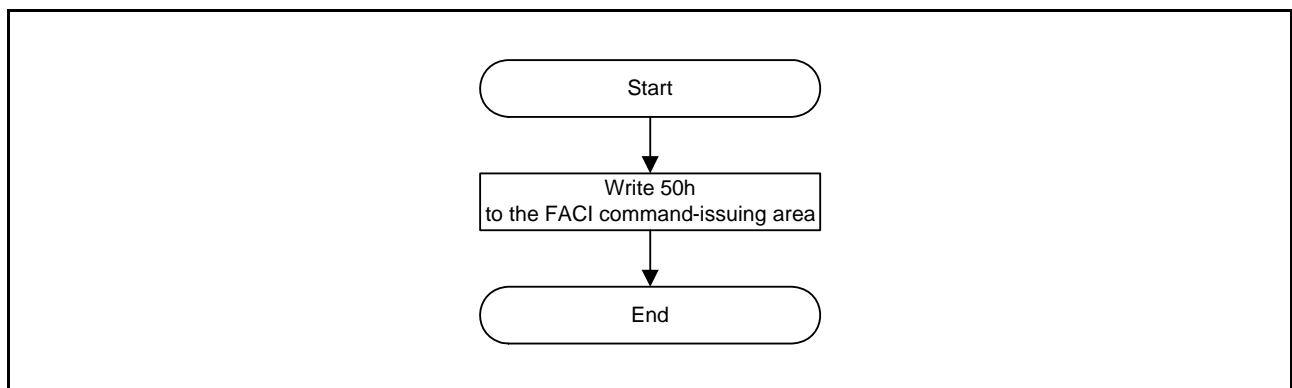 Start
Write 50h
to the FACI command-issuing area
End